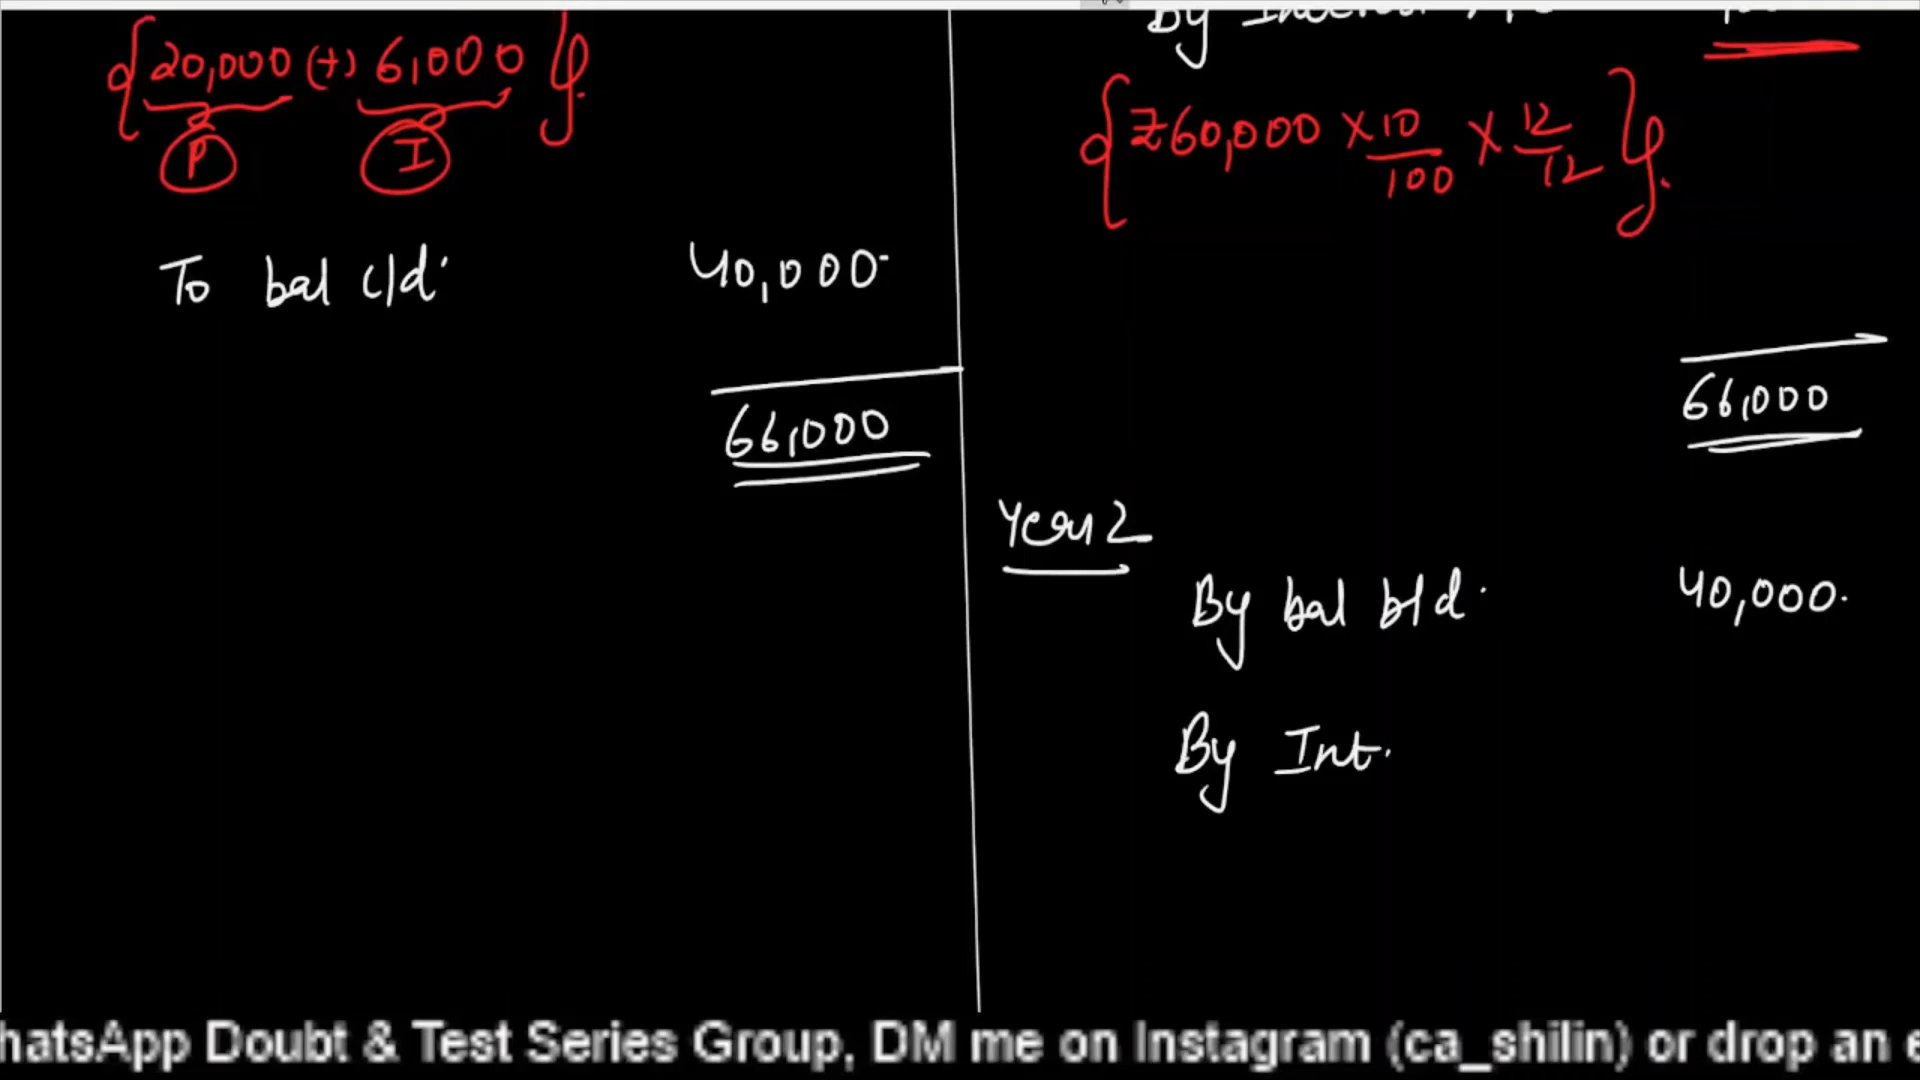 {20,000 (+) 6,000}
P I
To bal c/d. 40,000
66,000
By
{₹60,000 × 10/100 × 12/12}
66,000
Year 2
By bal b/d. 40,000.
By Int.
hatsApp Doubt & Test Series Group, DM me on Instagram (ca_shilin) or drop an e